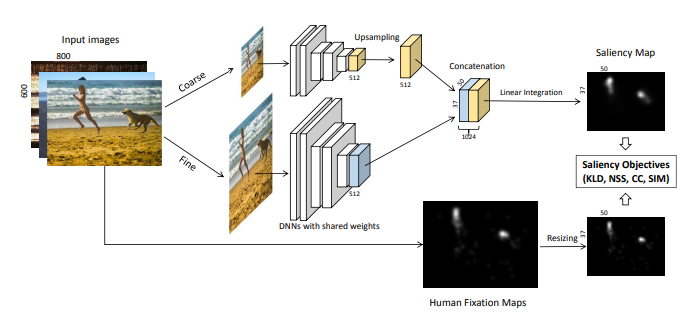 Input images
800
600
Coarse
Fine
Upsampling
512
512
512
DNNs with shared weights
Concatenation
50
37
1024
Linear Integration
Saliency Map
50
37
Saliency Objectives
(KLD, NSS, CC, SIM)
50
37
Resizing
Human Fixation Maps